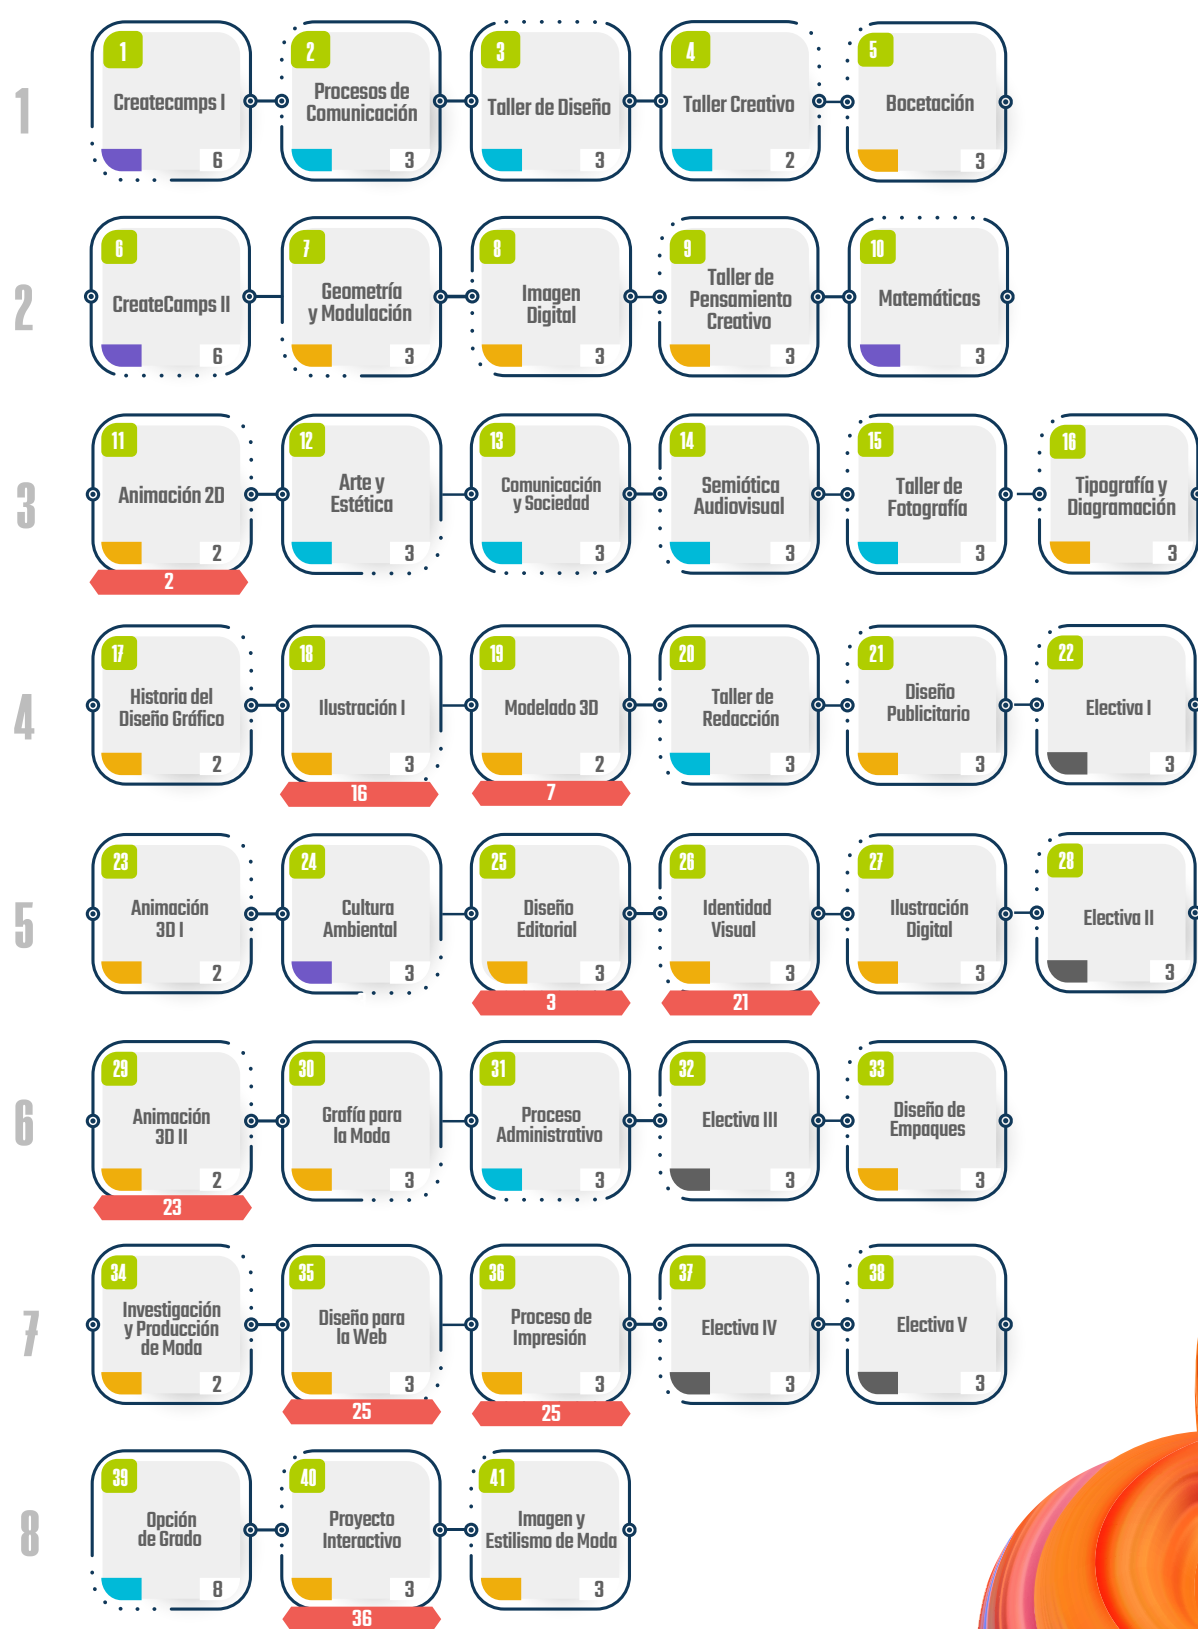 1
1
Createcamps I
6
2
Procesos de
Comunicación
3
3
Taller de Diseño
3
4
Taller Creativo
2
5
Bocetación
3
2
6
CreateCamps II
6
7
Geometría
y Modulación
3
8
Imagen
Digital
3
9
Taller de
Pensamiento
Creativo
3
10
Matemáticas
3
3
11
Animación 2D
2
2
12
Arte y
Estética
3
13
Comunicación
y Sociedad
3
14
Semiótica
Audiovisual
3
15
Taller de
Fotografía
3
16
Tipografía y
Diagramación
3
4
17
Historia del
Diseño Gráfico
2
18
Ilustración I
3
16
19
Modelado 3D
2
7
20
Taller de
Redacción
3
21
Diseño
Publicitario
3
22
Electiva I
3
5
23
Animación
3D I
2
24
Cultura
Ambiental
3
25
Diseño
Editorial
3
3
26
Identidad
Visual
3
21
27
Ilustración
Digital
3
28
Electiva II
3
6
29
Animación
3D II
2
23
30
Grafía para
la Moda
3
31
Proceso
Administrativo
3
32
Electiva III
3
33
Diseño de
Empaques
3
7
34
Investigación
y Producción
de Moda
2
35
Diseño para
la Web
3
25
36
Proceso de
Impresión
3
25
37
Electiva IV
3
38
Electiva V
3
8
39
Opción
de Grado
8
40
Proyecto
Interactivo
3
36
41
Imagen y
Estilismo de Moda
3